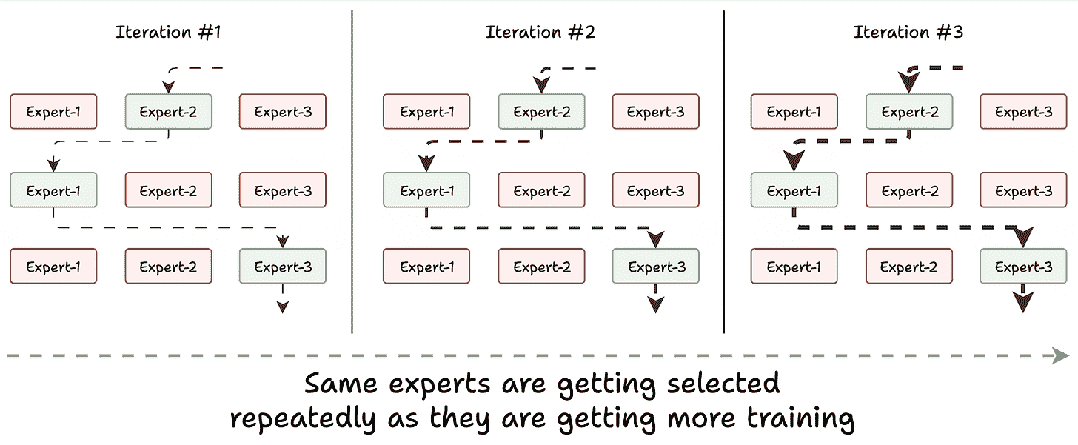 Iteration #1
Expert-1 Expert-2 Expert-3
Expert-1 Expert-2 Expert-3
Expert-1 Expert-2 Expert-3
Iteration #2
Expert-1 Expert-2 Expert-3
Expert-1 Expert-2 Expert-3
Expert-1 Expert-2 Expert-3
Iteration #3
Expert-1 Expert-2 Expert-3
Expert-1 Expert-2 Expert-3
Expert-1 Expert-2 Expert-3
Same experts are getting selected
repeatedly as they are getting more training